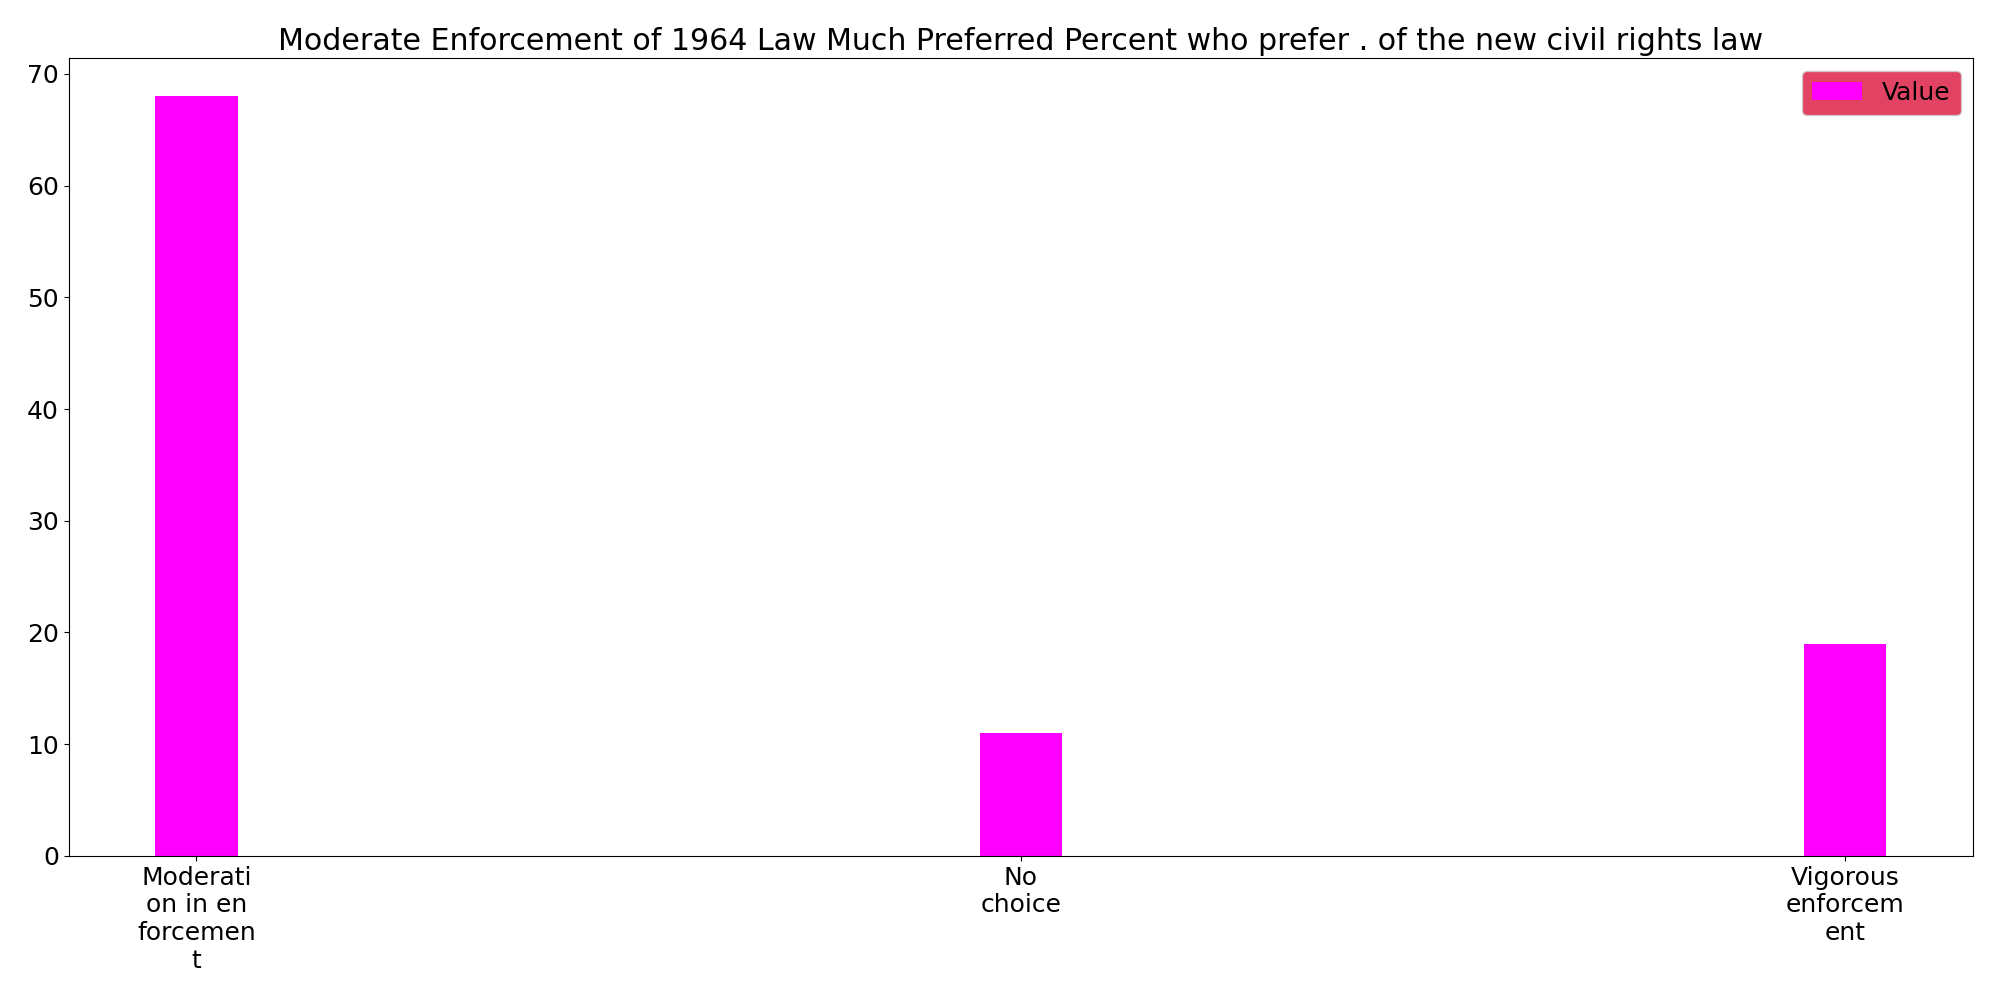 Moderate Enforcement of 1964 Law Much Preferred Percent who prefer . of the new civil rights law
Value
70
60
50
40
30
20
10
0
Moderati
on in en
forcemen
t
No
choice
Vigorous
enforcem
ent